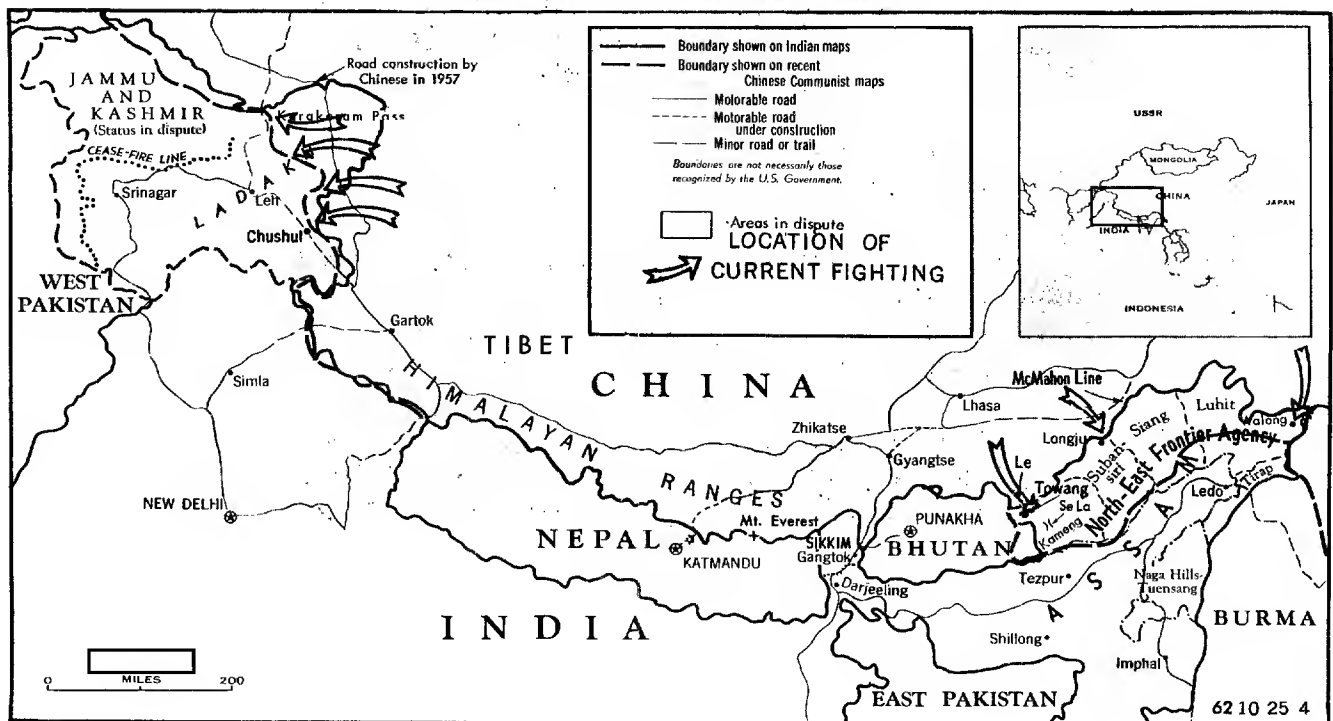 Road construction by
Chinese in 1957
JAMMU
AND
KASHMIR
(Status in dispute)
Karakoram Pass
CEASE-FIRE LINE
Srinagar
LADAK
Leh
Chushul
WEST
PAKISTAN
Gartok
Simla
NEW DELHI
Boundary shown on Indian maps
Boundary shown on recent
Chinese Communist maps
Motorable road
Motorable road
under construction
Minor road or trail
Boundaries are not necessarily those
recognized by the U.S. Government.
Areas in dispute
LOCATION OF
CURRENT FIGHTING
USSR
MONGOLIA
CHINA
JAPAN
INDIA
INDONESIA
TIBET
CHINA
HIMALAYAN RANGES
McMahon Line
Lhasa
Zhikatse
Gyangtse
Longju
Luhit
Walong
Siang
Suban-
siri
North-East Frontier Agency
Le
Towang
Se La
Kameng
Tirap
Ledo
Mt. Everest
NEPAL
KATMANDU
SIKKIM
Gangtok
PUNAKHA
BHUTAN
Darjeeling
Tezpur
ASSAM
Naga Hills-
Tuensang
INDIA
Shillong
Imphal
BURMA
EAST PAKISTAN
MILES
0 200
62 10 25 4